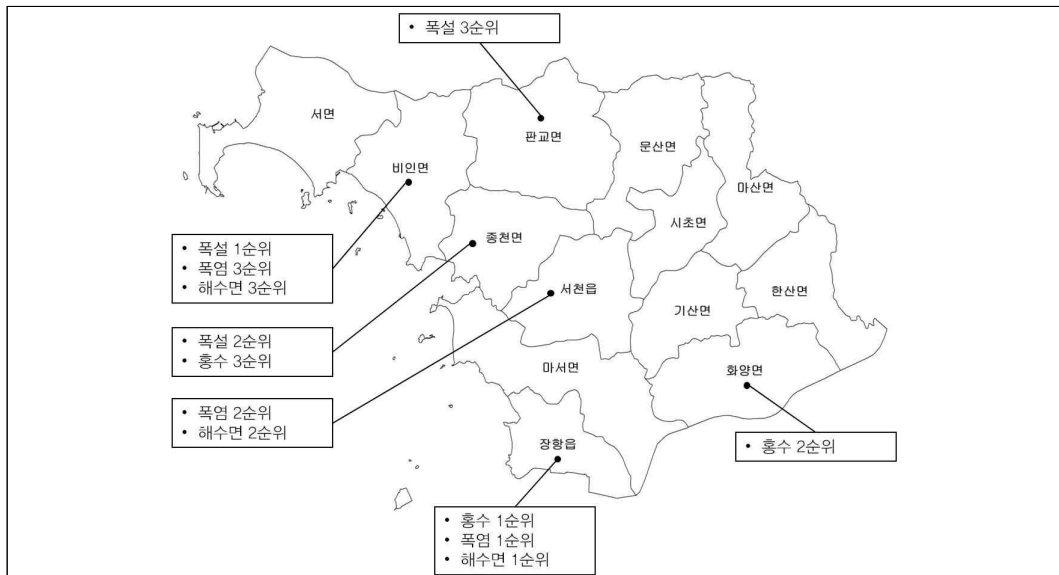 • 폭설 3순위
서면
판교면
문산면
비인면
마산면
시초면
종천면
• 폭설 1순위
• 폭염 3순위
• 해수면 3순위
서천읍
기산면
한산면
• 폭설 2순위
• 홍수 3순위
마서면
화양면
• 폭염 2순위
• 해수면 2순위
장항읍
• 홍수 2순위
• 홍수 1순위
• 폭염 1순위
• 해수면 1순위